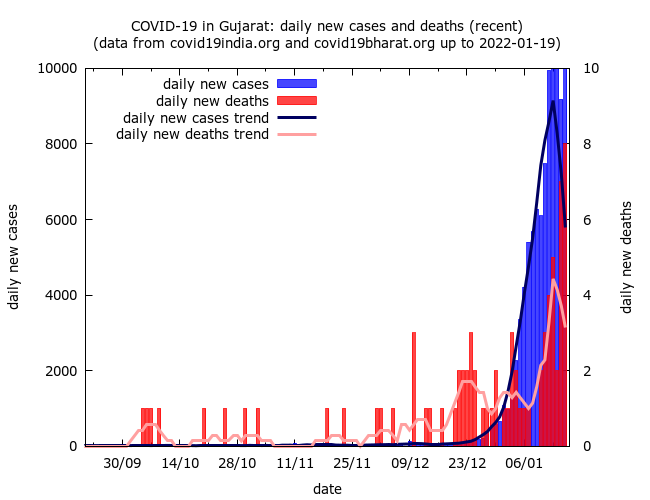 COVID-19 in Gujarat: daily new cases and deaths (recent)
(data from covid19india.org and covid19bharat.org up to 2022-01-19)
daily new cases
daily new deaths
daily new cases trend
daily new deaths trend
10000
8000
6000
4000
2000
0
daily new cases
10
8
6
4
2
0
daily new deaths
30/09 14/10 28/10 11/11 25/11 09/12 23/12 06/01
date